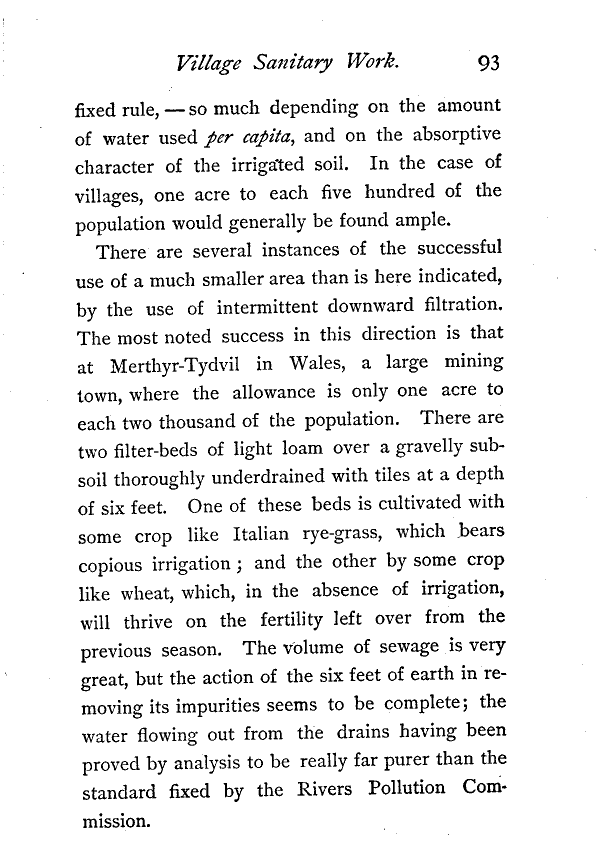 Village Sanitary Work. 93
fixed rule, — so much depending on the amount
of water used per capita, and on the absorptive
character of the irrigated soil. In the case of
villages, one acre to each five hundred of the
population would generally be found ample.
There are several instances of the successful
use of a much smaller area than is here indicated,
by the use of intermittent downward filtration.
The most noted success in this direction is that
at Merthyr-Tydvil in Wales, a large mining
town, where the allowance is only one acre to
each two thousand of the population. There are
two filter-beds of light loam over a gravelly sub-
soil thoroughly underdrained with tiles at a depth
of six feet. One of these beds is cultivated with
some crop like Italian rye-grass, which bears
copious irrigation ; and the other by some crop
like wheat, which, in the absence of irrigation,
will thrive on the fertility left over from the
previous season. The volume of sewage is very
great, but the action of the six feet of earth in re-
moving its impurities seems to be complete; the
water flowing out from the drains having been
proved by analysis to be really far purer than the
standard fixed by the Rivers Pollution Com-
mission.